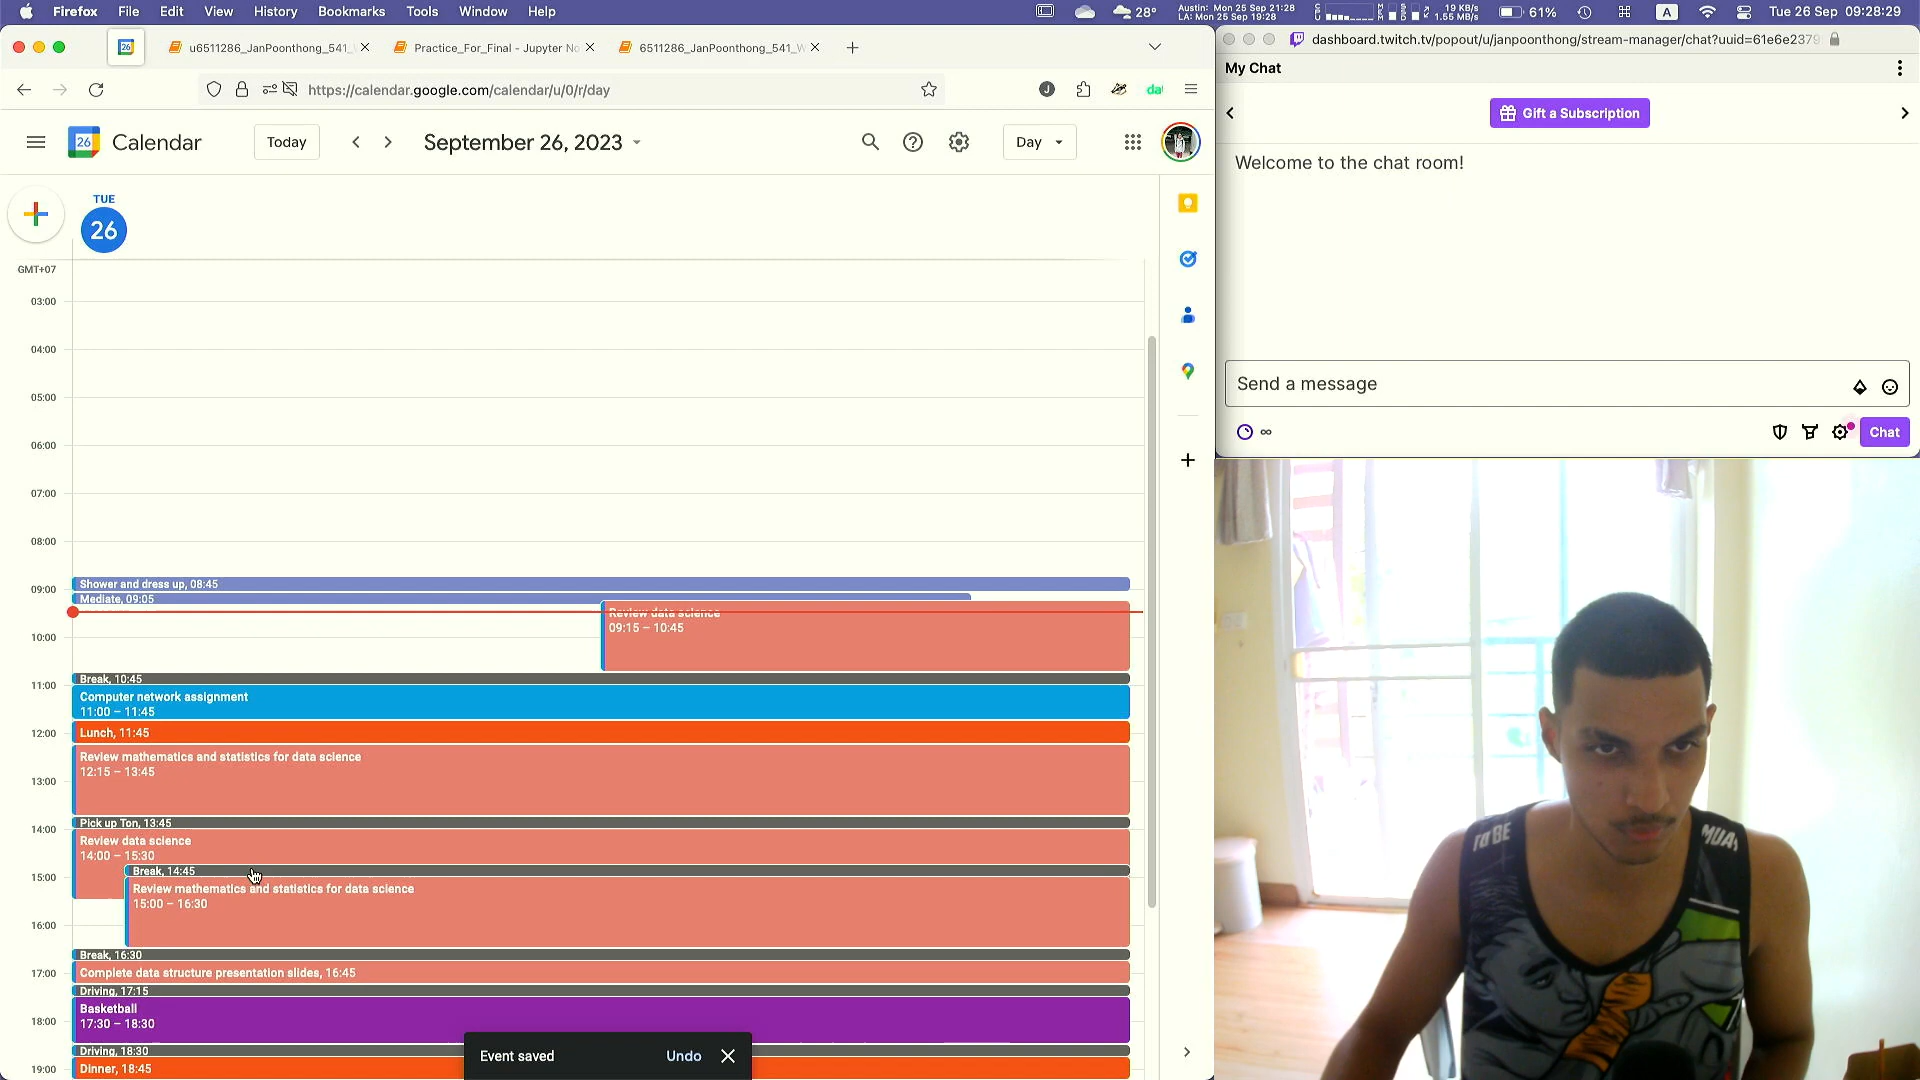 Firefox File Edit View History Bookmarks Tools Window Help
28° Austin: Mon 25 Sep 21:28 19 KB/s 61% A Tue 26 Sep 09:28:29
LA: Mon 25 Sep 19:28 1.55 MB/s
26 u6511286_JanPoonthong_541_ Practice_For_Final - Jupyter No 6511286_JanPoonthong_541_W
https://calendar.google.com/calendar/u/0/r/day
J da
26 Calendar Today September 26, 2023 Day
TUE
26
GMT+07
03:00
04:00
05:00
06:00
07:00
08:00
Shower and dress up, 08:45
09:00
Mediate, 09:05
Review data science
09:15 – 10:45
10:00
Break, 10:45
11:00
Computer network assignment
11:00 – 11:45
12:00
Lunch, 11:45
Review mathematics and statistics for data science
12:15 – 13:45
13:00
Pick up Ton, 13:45
14:00
Review data science
14:00 – 15:30
Break, 14:45
15:00
Review mathematics and statistics for data science
15:00 – 16:30
16:00
Break, 16:30
17:00
Complete data structure presentation slides, 16:45
Driving, 17:15
Basketball
17:30 – 18:30
18:00
Driving, 18:30
Dinner, 18:45
19:00
Event saved Undo
dashboard.twitch.tv/popout/u/janpoonthong/stream-manager/chat?uuid=61e6e2379
My Chat
Gift a Subscription
Welcome to the chat room!
Send a message
∞ Chat
TO BE
MUA